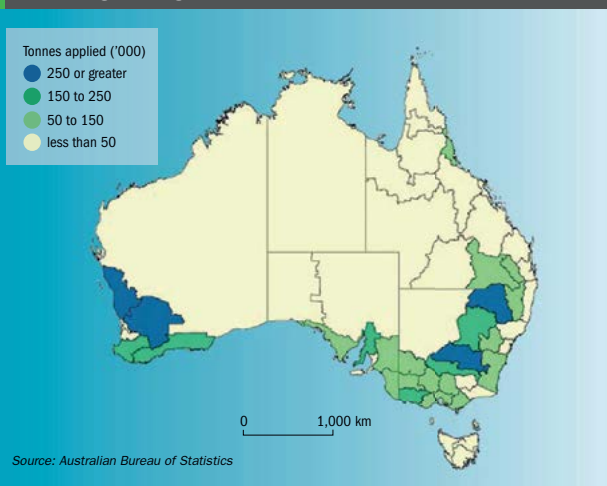 Tonnes applied ('000)
250 or greater
150 to 250
50 to 150
less than 50
0 1,000 km
Source: Australian Bureau of Statistics